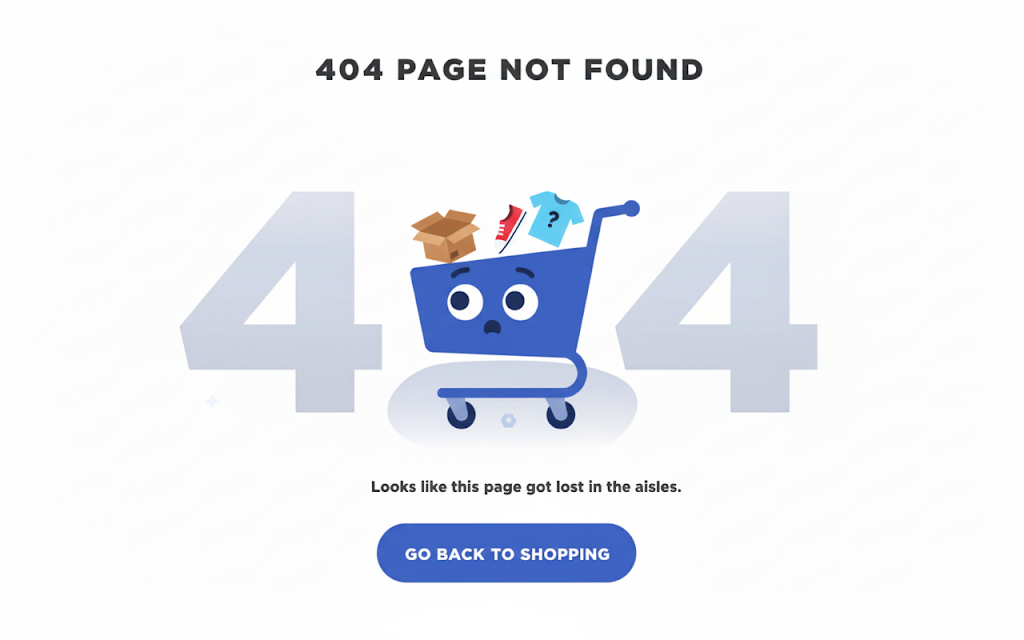 404 PAGE NOT FOUND
4 4
?
Looks like this page got lost in the aisles.
GO BACK TO SHOPPING